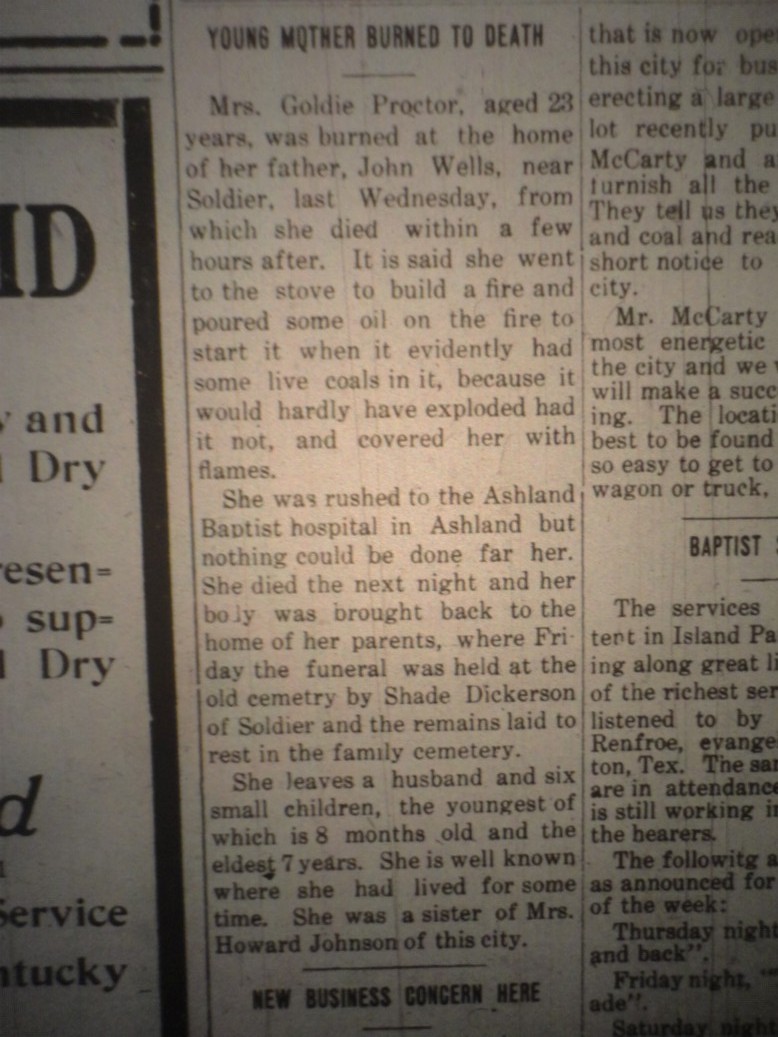 ID
y and
Dry
resen=
sup=
Dry
d
Service
ntucky
YOUNG MOTHER BURNED TO DEATH
Mrs. Goldie Proctor, aged 23
years, was burned at the home
of her father, John Wells, near
Soldier, last Wednesday, from
which she died within a few
hours after. It is said she went
to the stove to build a fire and
poured some oil on the fire to
start it when it evidently had
some live coals in it, because it
would hardly have exploded had
it not, and covered her with
flames.
She was rushed to the Ashland
Baptist hospital in Ashland but
nothing could be done far her.
She died the next night and her
body was brought back to the
home of her parents, where Fri-
day the funeral was held at the
old cemetry by Shade Dickerson
of Soldier and the remains laid to
rest in the family cemetery.
She leaves a husband and six
small children, the youngest of
which is 8 months old and the
eldest 7 years. She is well known
where she had lived for some
time. She was a sister of Mrs.
Howard Johnson of this city.
NEW BUSINESS CONCERN HERE
that is now ope
this city for bus
erecting a large
lot recently pu
McCarty and a
furnish all the
They tell us they
and coal and rea
short notice to
city.
Mr. McCarty
most energetic
the city and we w
will make a succ
ing. The locati
best to be found
so easy to get to
wagon or truck,
BAPTIST
The services
tent in Island Pa
ing along great li
of the richest ser
listened to by
Renfroe, evange
ton, Tex. The sam
are in attendance
is still working in
the hearers.
The followitg a
as announced for
of the week:
Thursday night
and back".
Friday night, "
ade".
Saturday night